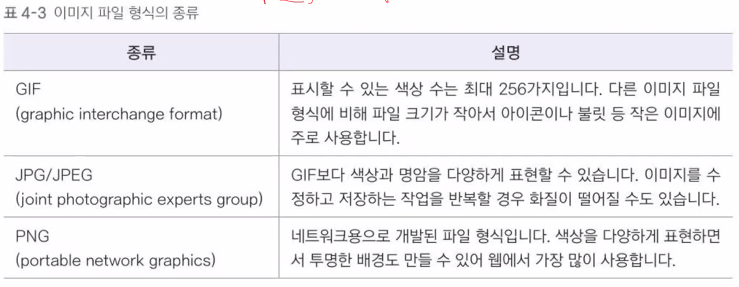 표 4-3 이미지 파일 형식의 종류
종류 설명
GIF
(graphic interchange format)
표시할 수 있는 색상 수는 최대 256가지입니다. 다른 이미지 파일
형식에 비해 파일 크기가 작아서 아이콘이나 불릿 등 작은 이미지에
주로 사용합니다.
JPG/JPEG
(joint photographic experts group)
GIF보다 색상과 명암을 다양하게 표현할 수 있습니다. 이미지를 수
정하고 저장하는 작업을 반복할 경우 화질이 떨어질 수도 있습니다.
PNG
(portable network graphics)
네트워크용으로 개발된 파일 형식입니다. 색상을 다양하게 표현하면
서 투명한 배경도 만들 수 있어 웹에서 가장 많이 사용합니다.